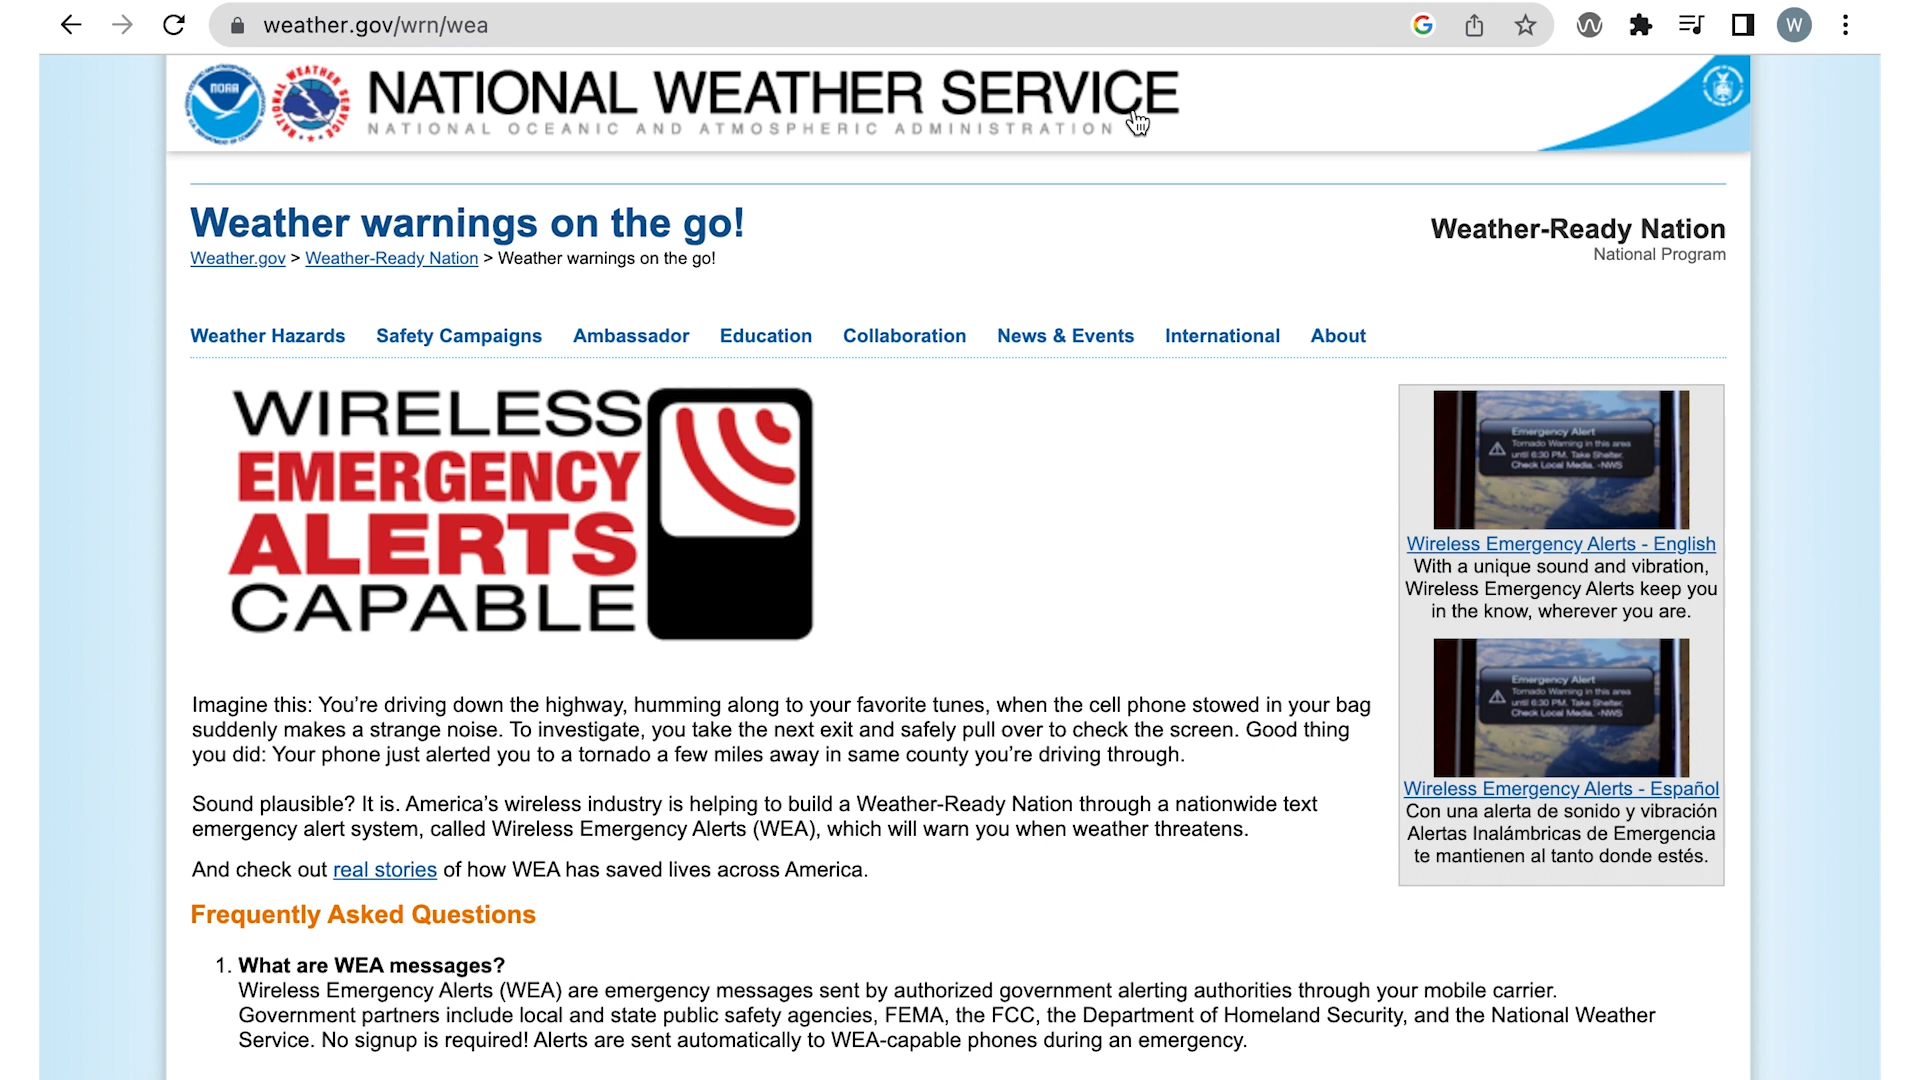 weather.gov/wrn/wea
W
NOAA
NATIONAL WEATHER SERVICE
NATIONAL OCEANIC AND ATMOSPHERIC ADMINISTRATION
Weather warnings on the go!
Weather.gov > Weather-Ready Nation > Weather warnings on the go!
Weather-Ready Nation
National Program
Weather Hazards Safety Campaigns Ambassador Education Collaboration News & Events International About
WIRELESS
EMERGENCY
ALERTS
CAPABLE
Emergency Alert
Tornado Warning in this area
until 6:30 PM. Take Shelter.
Check Local Media. -NWS
Wireless Emergency Alerts - English
With a unique sound and vibration,
Wireless Emergency Alerts keep you
in the know, wherever you are.
Emergency Alert
Tornado Warning in this area
until 6:30 PM. Take Shelter.
Check Local Media. -NWS
Wireless Emergency Alerts - Español
Con una alerta de sonido y vibración
Alertas Inalámbricas de Emergencia
te mantienen al tanto donde estés.
Imagine this: You’re driving down the highway, humming along to your favorite tunes, when the cell phone stowed in your bag
suddenly makes a strange noise. To investigate, you take the next exit and safely pull over to check the screen. Good thing
you did: Your phone just alerted you to a tornado a few miles away in same county you’re driving through.
Sound plausible? It is. America’s wireless industry is helping to build a Weather-Ready Nation through a nationwide text
emergency alert system, called Wireless Emergency Alerts (WEA), which will warn you when weather threatens.
And check out real stories of how WEA has saved lives across America.
Frequently Asked Questions
1. What are WEA messages?
Wireless Emergency Alerts (WEA) are emergency messages sent by authorized government alerting authorities through your mobile carrier.
Government partners include local and state public safety agencies, FEMA, the FCC, the Department of Homeland Security, and the National Weather
Service. No signup is required! Alerts are sent automatically to WEA-capable phones during an emergency.